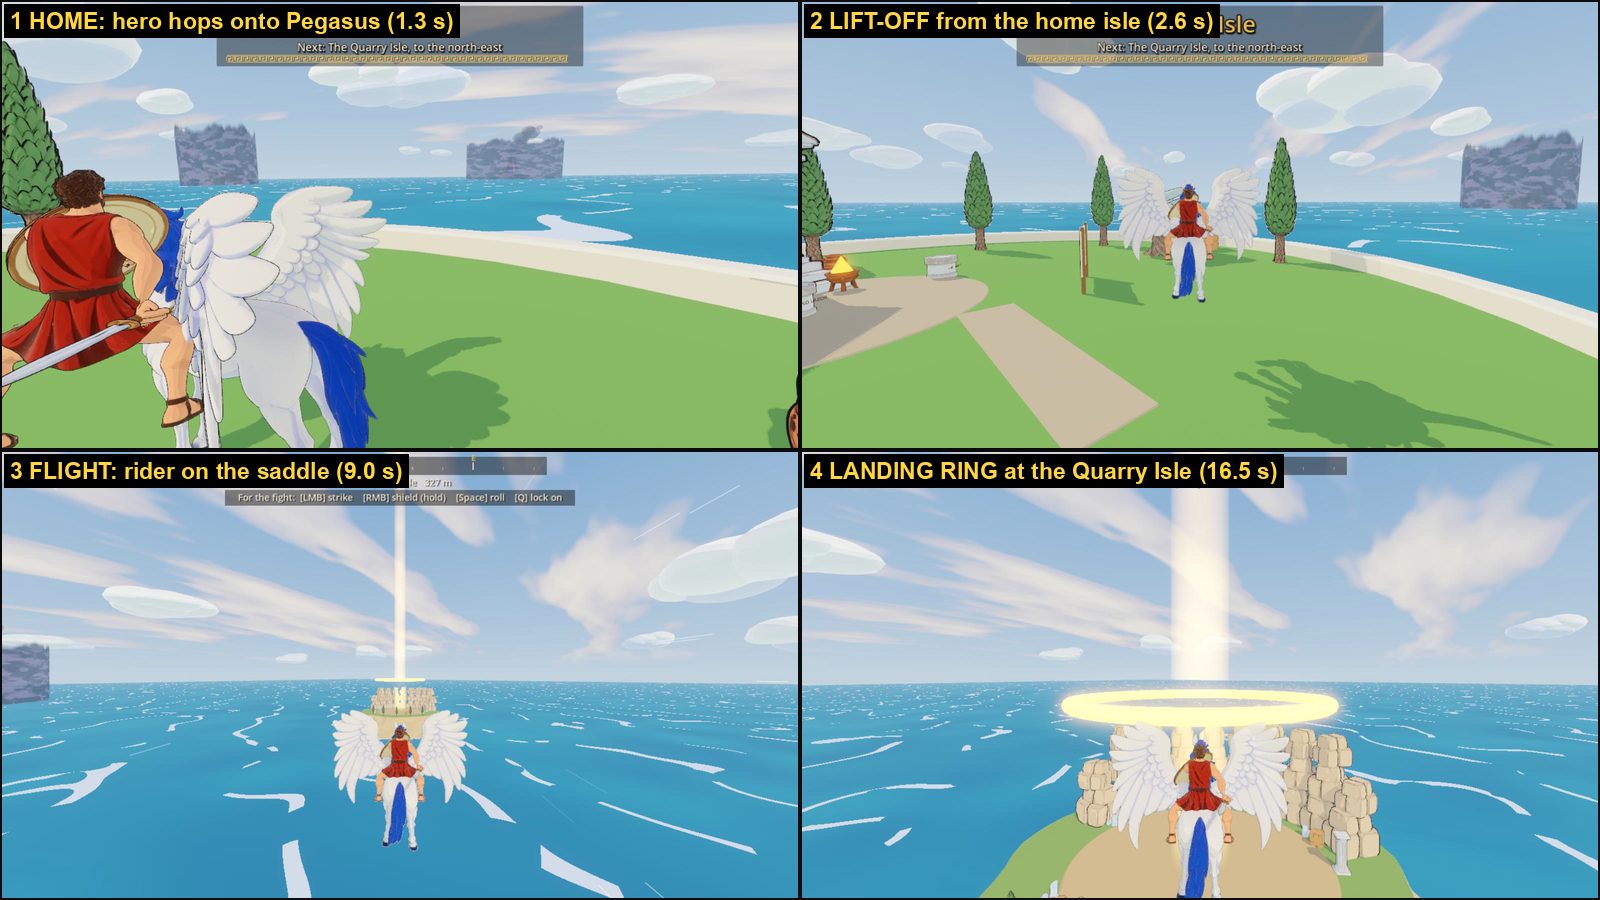 1 HOME: hero hops onto Pegasus (1.3 s)
Next: The Quarry Isle, to the north-east
2 LIFT-OFF from the home isle (2.6 s)
Isle
Next: The Quarry Isle, to the north-east
3 FLIGHT: rider on the saddle (9.0 s)
E
327 m
For the fight: [LMB] strike [RMB] shield (hold) [Space] roll [Q] lock on
4 LANDING RING at the Quarry Isle (16.5 s)